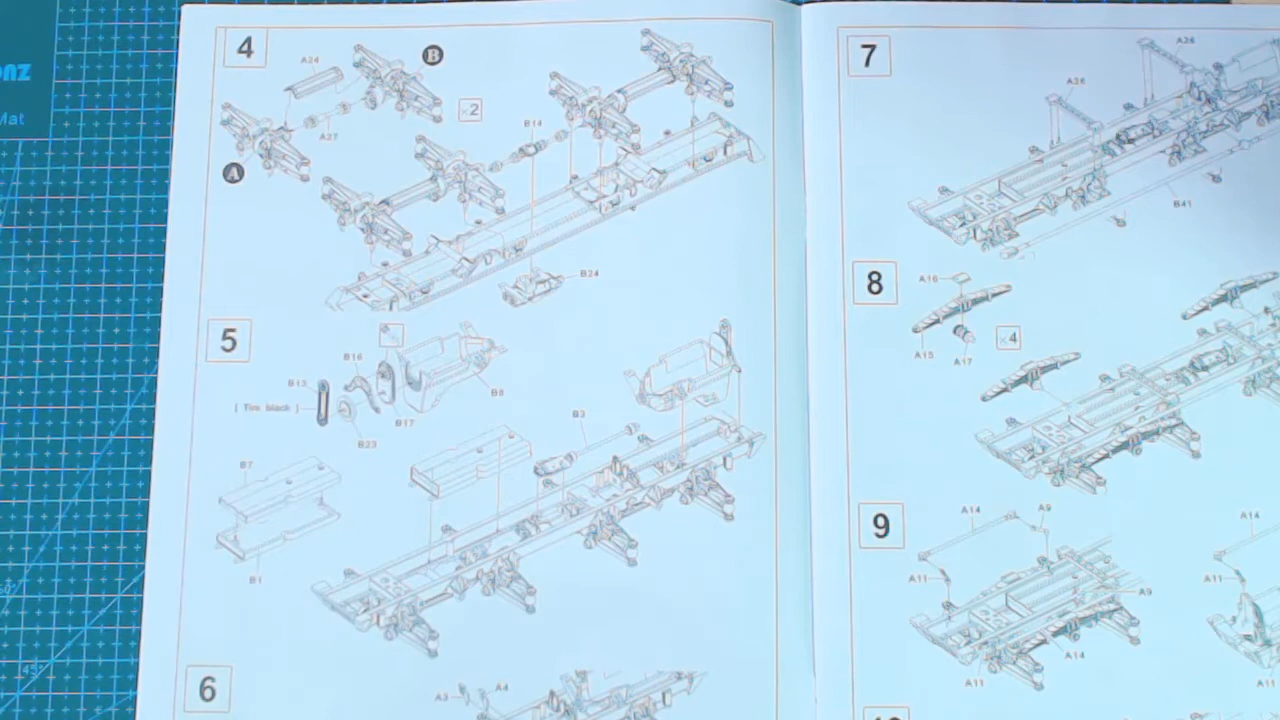 Mat
4
A24
B
×2
A27
B14
A
B24
5
B16
B13
[ Tire black ]
B8
B17
B23
B3
B7
B1
6
A3
A4
7
A26
A26
B41
8
A16
A15
A17
×4
9
A14
A9
A14
A11
A11
A9
A14
A11
A11